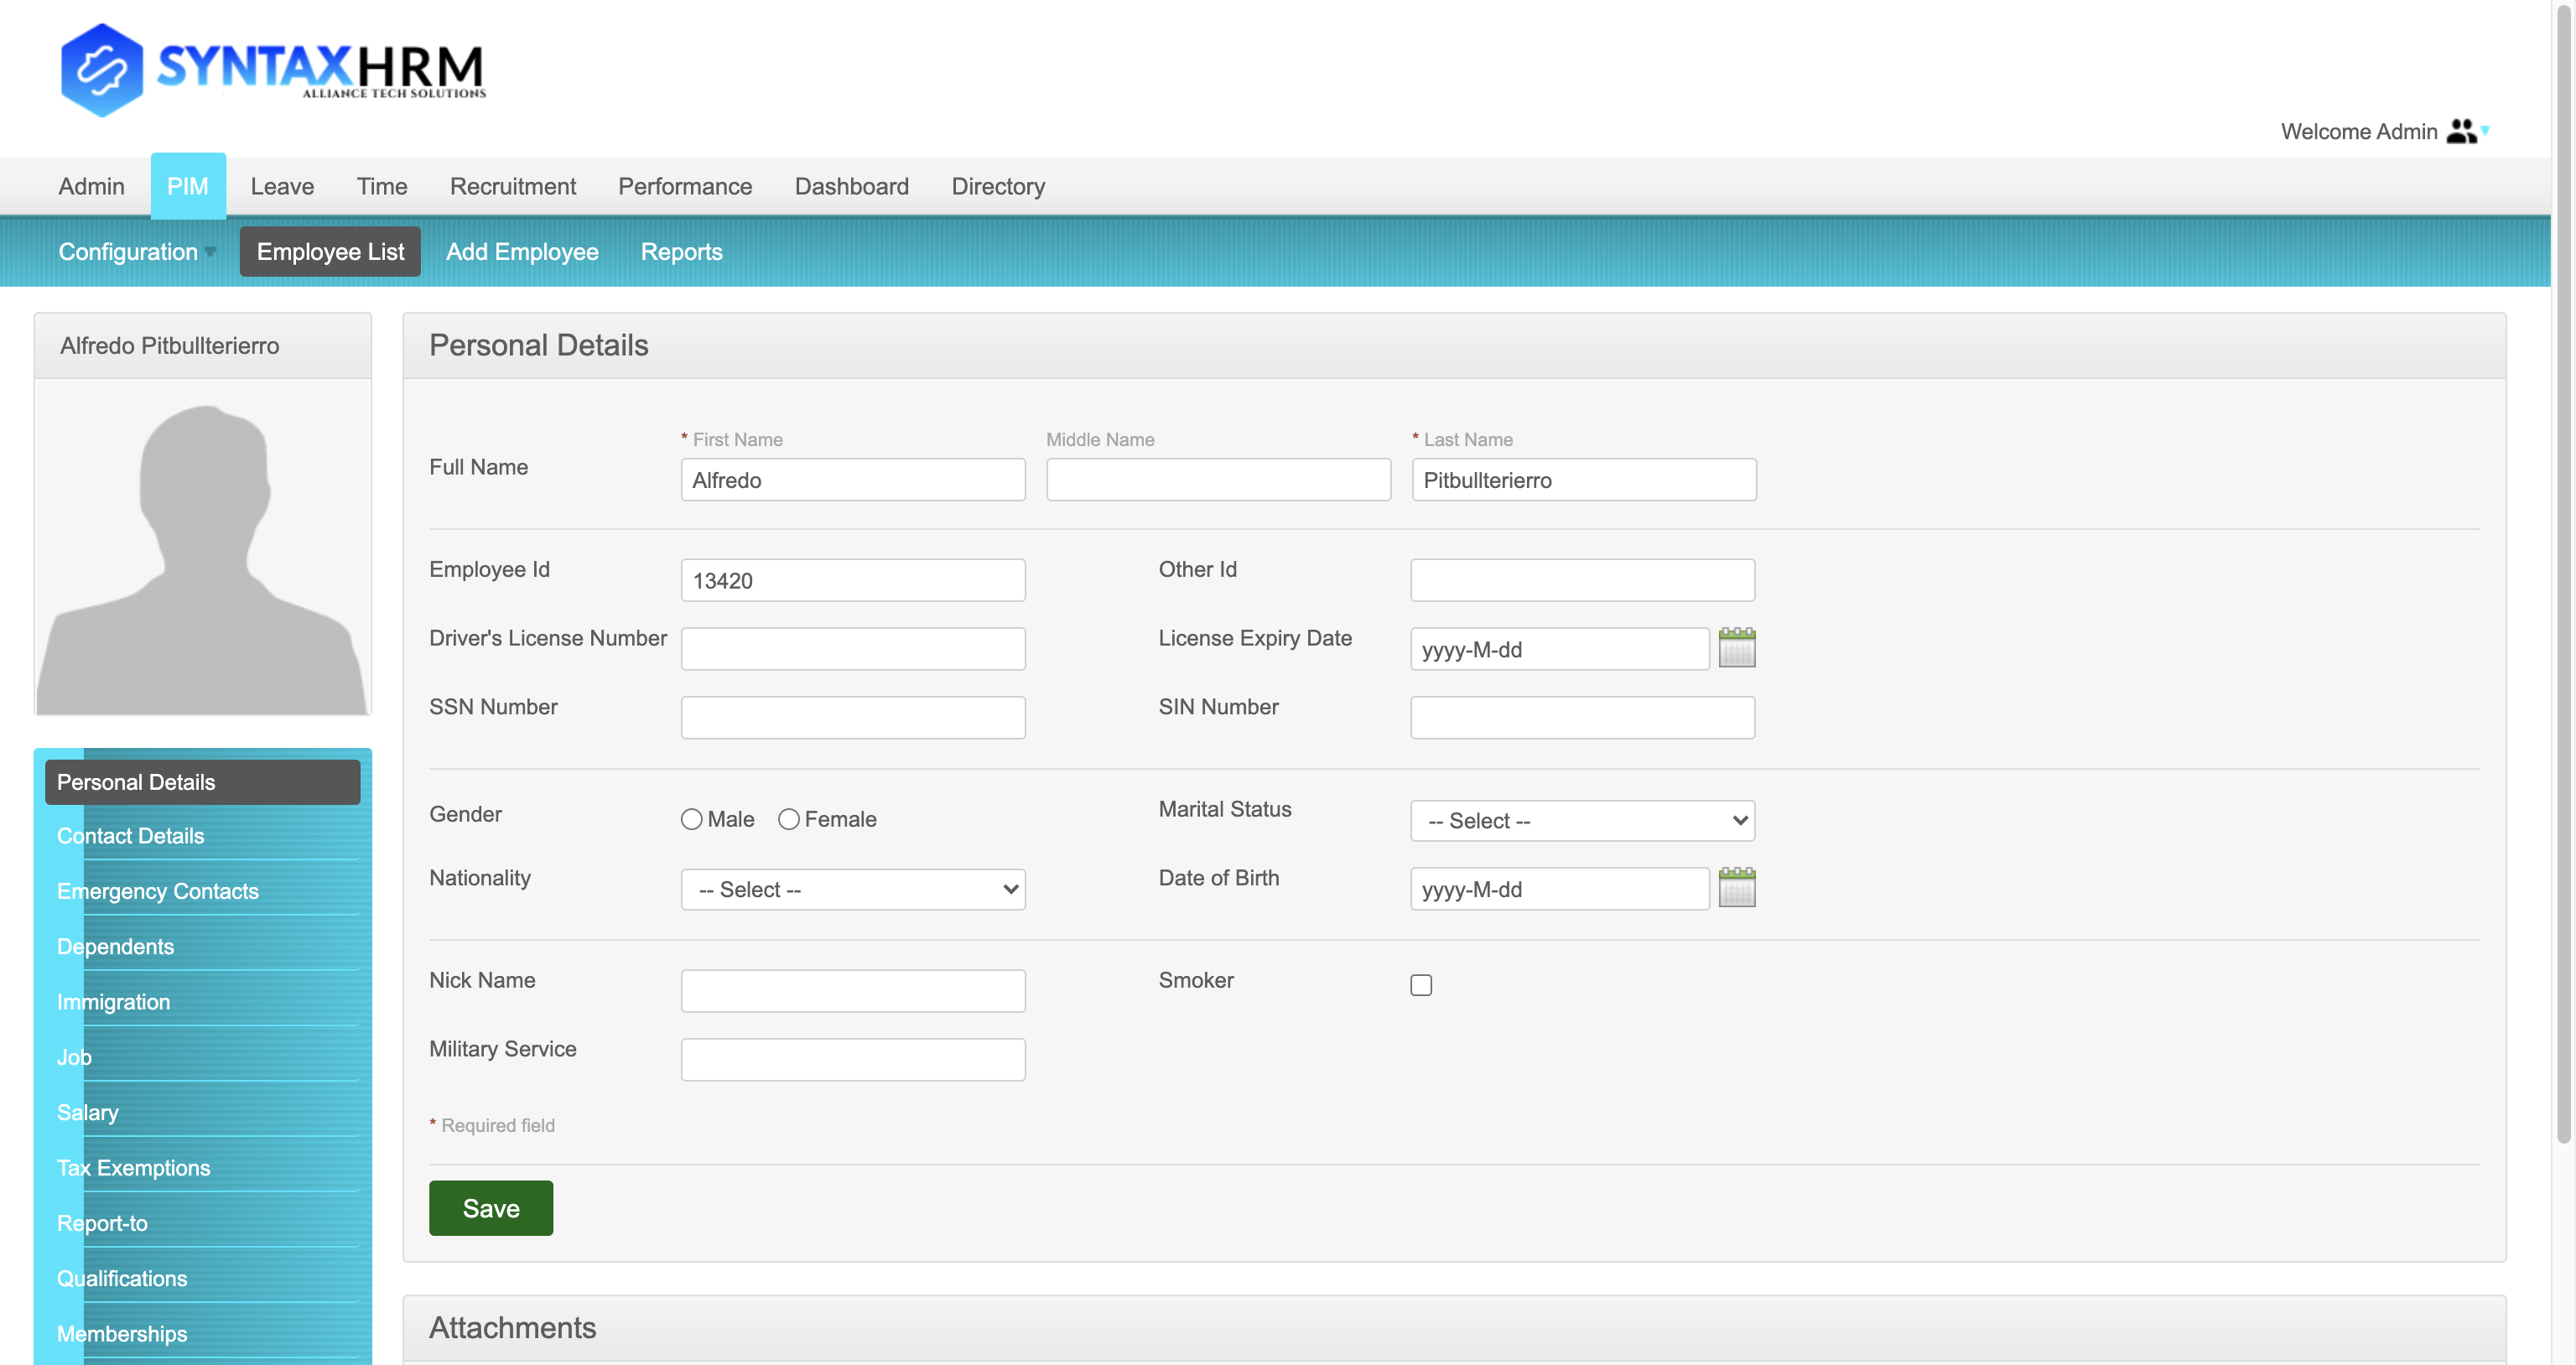 SYNTAXHRM
ALLIANCE TECH SOLUTIONS
Welcome Admin
Admin PIM Leave Time Recruitment Performance Dashboard Directory
Configuration Employee List Add Employee Reports
Alfredo Pitbullterierro
Personal Details
Contact Details
Emergency Contacts
Dependents
Immigration
Job
Salary
Tax Exemptions
Report-to
Qualifications
Memberships
Personal Details
* First Name Middle Name * Last Name
Full Name Alfredo Pitbullterierro
Employee Id 13420 Other Id
Driver's License Number License Expiry Date yyyy-M-dd
SSN Number SIN Number
Gender Male Female Marital Status -- Select --
Nationality -- Select -- Date of Birth yyyy-M-dd
Nick Name Smoker
Military Service
* Required field
Save
Attachments